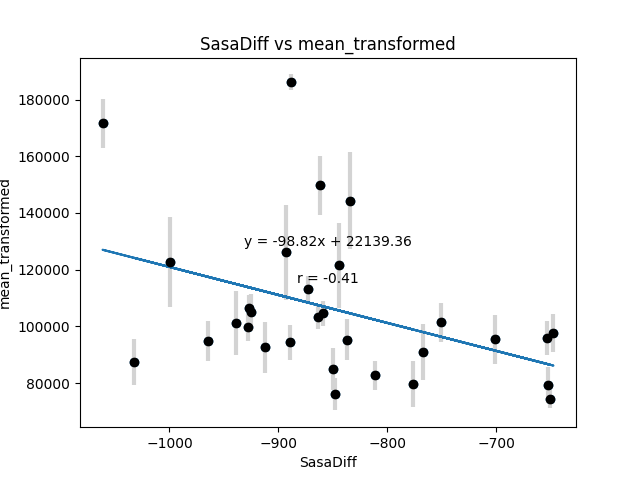 SasaDiff vs mean_transformed
mean_transformed
180000
160000
140000
120000
100000
80000
y = -98.82x + 22139.36
r = -0.41
−1000
−900
−800
−700
SasaDiff